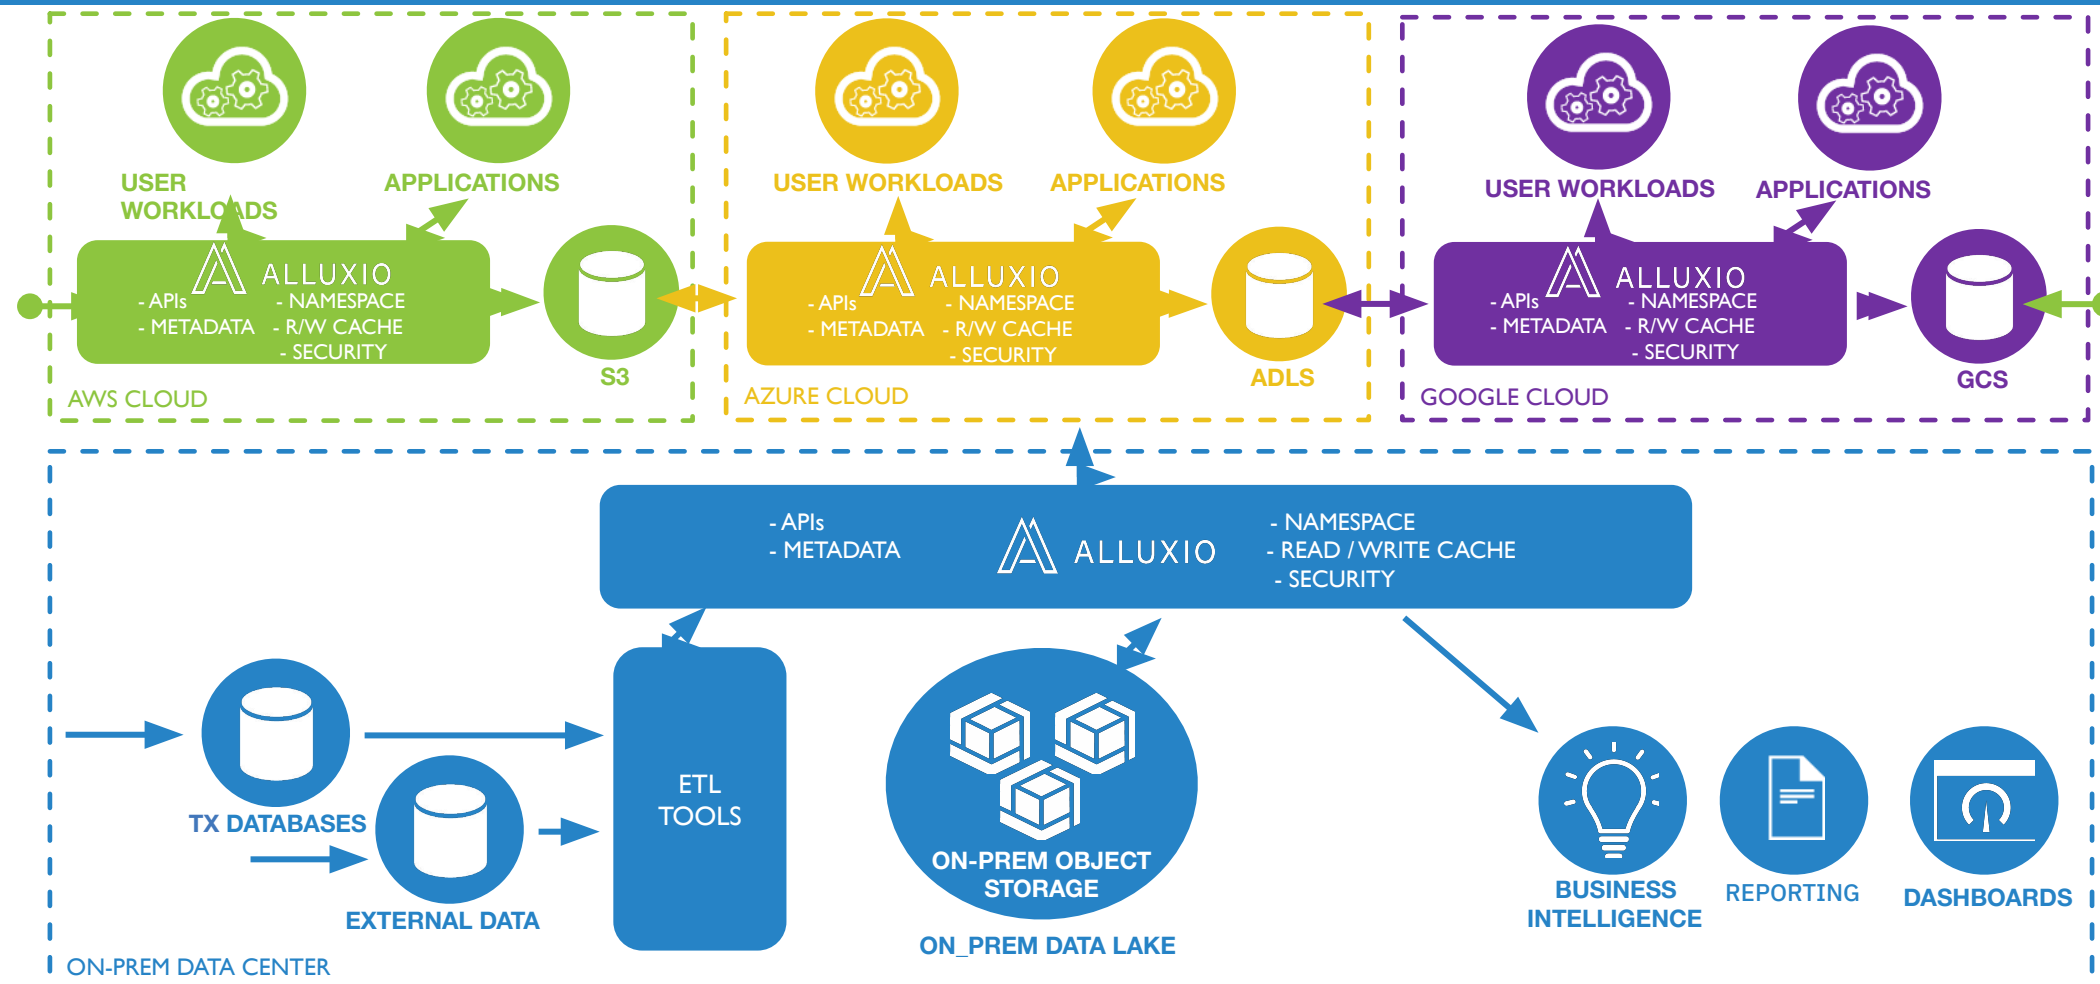 USER
WORKLOADS
APPLICATIONS
ALLUXIO
- APIs
- METADATA
- NAMESPACE
- R/W CACHE
- SECURITY
S3
AWS CLOUD
USER WORKLOADS
APPLICATIONS
ALLUXIO
- APIs
- METADATA
- NAMESPACE
- R/W CACHE
- SECURITY
ADLS
AZURE CLOUD
USER WORKLOADS
APPLICATIONS
ALLUXIO
- APIs
- METADATA
- NAMESPACE
- R/W CACHE
- SECURITY
GCS
GOOGLE CLOUD
- APIs
- METADATA
ALLUXIO
- NAMESPACE
- READ / WRITE CACHE
- SECURITY
TX DATABASES
EXTERNAL DATA
ETL
TOOLS
ON-PREM OBJECT
STORAGE
ON_PREM DATA LAKE
BUSINESS
INTELLIGENCE
REPORTING
DASHBOARDS
ON-PREM DATA CENTER